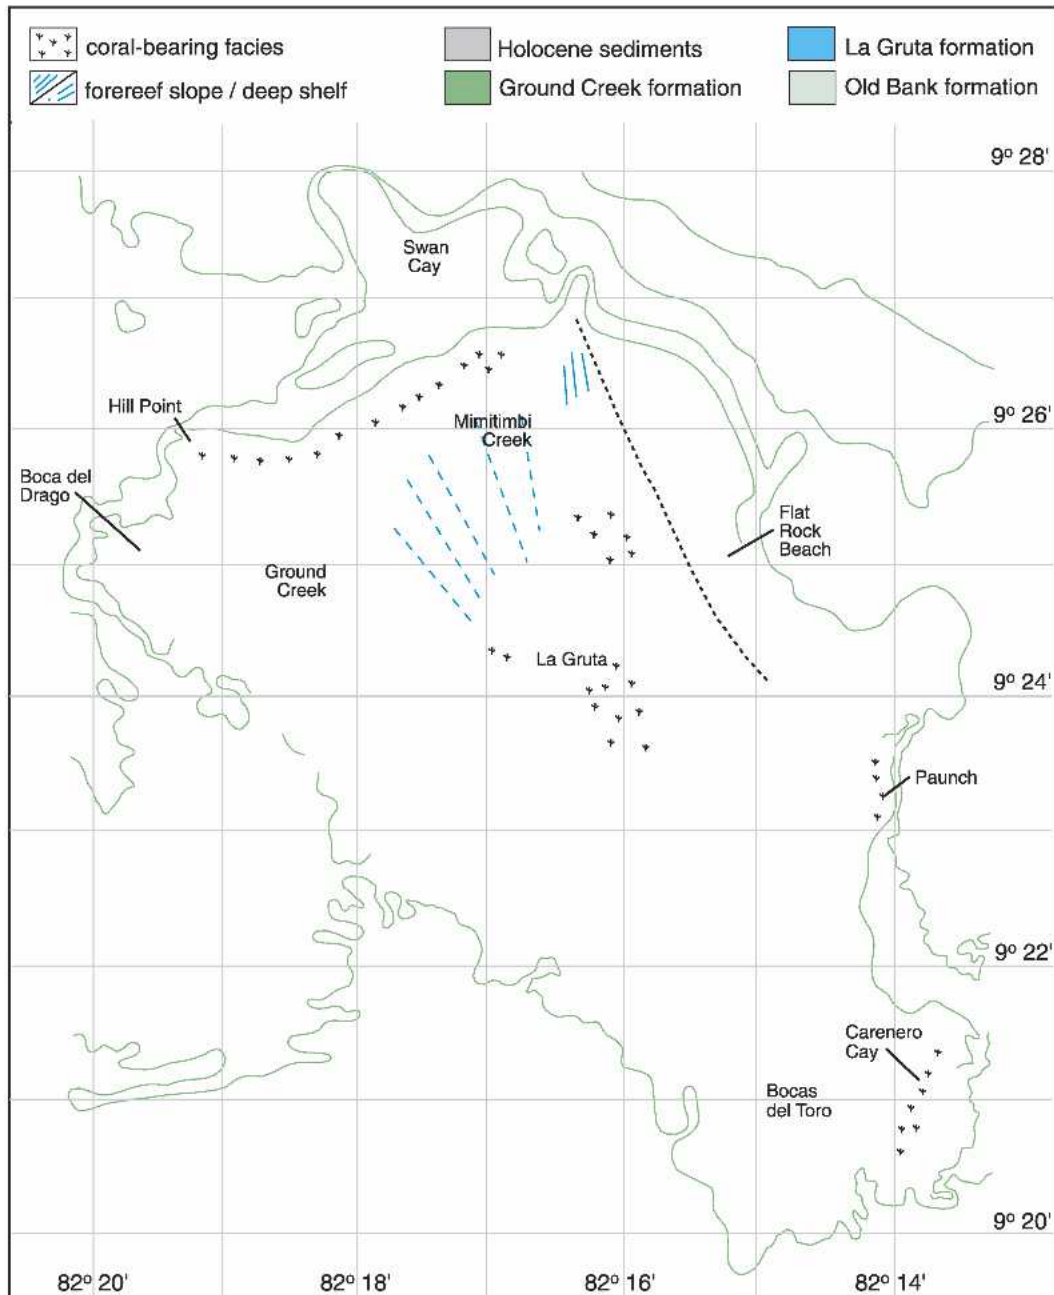 coral-bearing facies
forereef slope / deep shelf
Holocene sediments
Ground Creek formation
La Gruta formation
Old Bank formation
9º 28'
Swan
Cay
Hill Point
Mimitimbi
Creek
9º 26'
Boca del
Drago
Flat
Rock
Beach
Ground
Creek
La Gruta
9º 24'
Paunch
9º 22'
Carenero
Cay
Bocas
del Toro
9º 20'
82º 20'
82º 18'
82º 16'
82º 14'